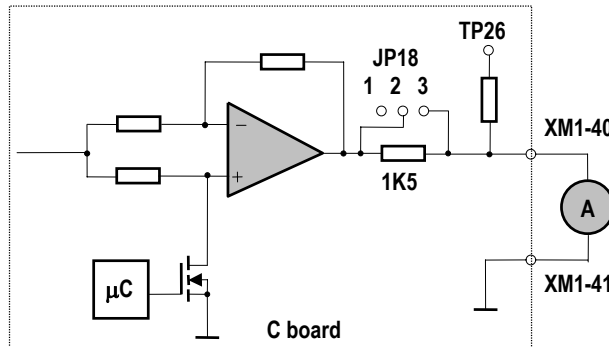 TP26
JP18
1 2 3
XM1-40
−
+
1K5
A
μC
XM1-41
C board